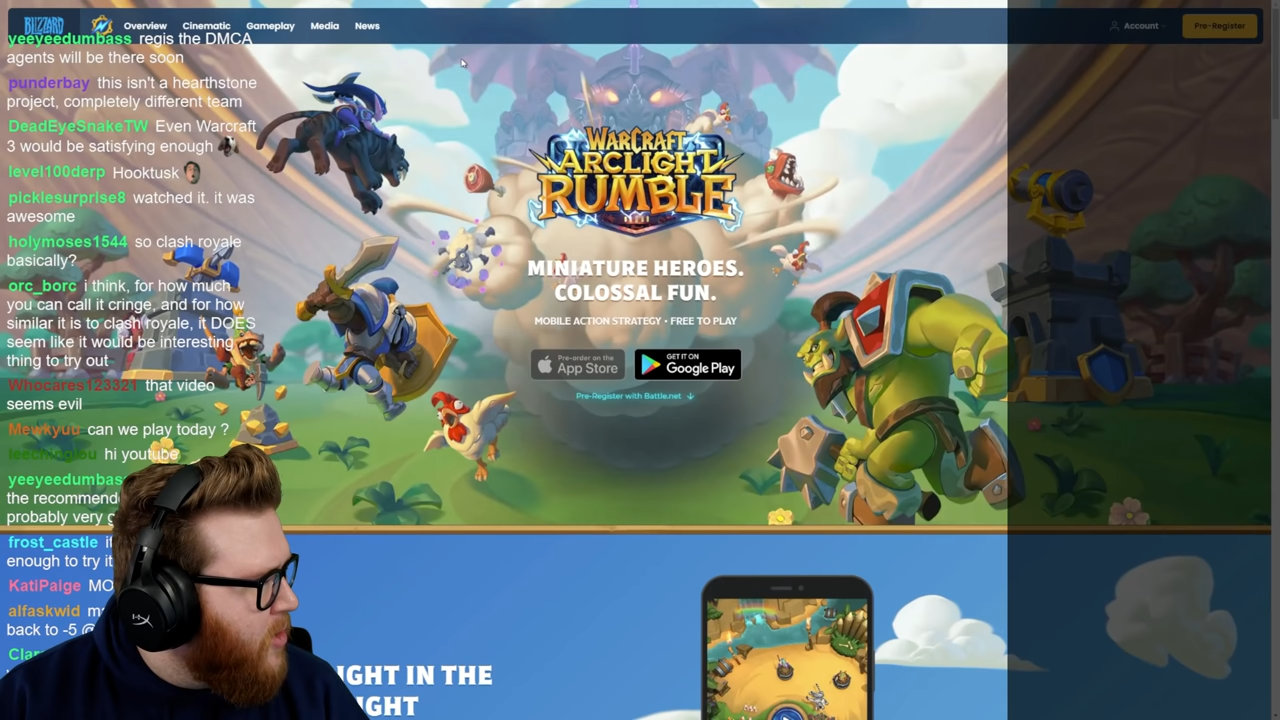 BLIZZARD
Overview
Cinematic
Gameplay
Media
News
Account
Pre-Register
yeeyeedumbass regis the DMCA
agents will be there soon
punderbay this isn't a hearthstone
project, completely different team
DeadEyeSnakeTW Even Warcraft
3 would be satisfying enough
level100derp Hooktusk
picklesurprise8 watched it. it was
awesome
holymoses1544 so clash royale
basically?
orc_borc i think, for how much
you can call it cringe, and for how
similar it is to clash royale, it DOES
seem like it would be interesting
thing to try out
Whocares123321 that video
seems evil
Mewkyuu can we play today ?
hi youtube
yeeyeedumbas
the recommend
probably very g
frost_castle i
enough to try it
KatiPaige MO
alfaskwid m
back to -5 @
Clar
WARCRAFT
ARCLIGHT
RUMBLE
MINIATURE HEROES.
COLOSSAL FUN.
MOBILE ACTION STRATEGY • FREE TO PLAY
Pre-order on the
App Store
GET IT ON
Google Play
Pre-Register with Battle.net
IGHT IN THE
IGHT